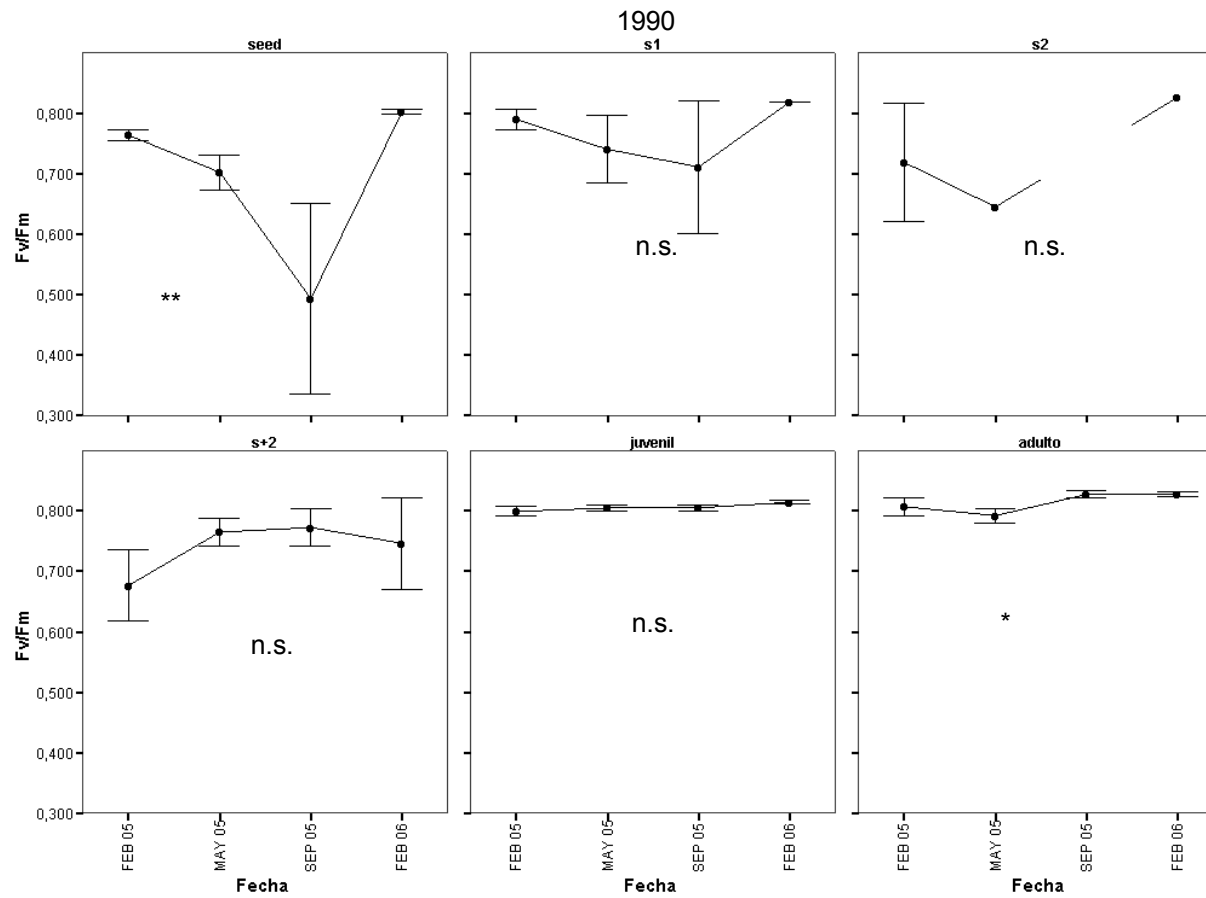 1990
seed s1 s2
0,800
0,700
0,600
0,500
0,400
0,300
Fv/Fm
**
n.s.
n.s.
s+2 juvenil adulto
0,800
0,700
0,600
0,500
0,400
0,300
Fv/Fm
n.s.
n.s.
*
FEB 05 MAY 05 SEP 05 FEB 06
FEB 05 MAY 05 SEP 05 FEB 06
FEB 05 MAY 05 SEP 05 FEB 06
Fecha Fecha Fecha